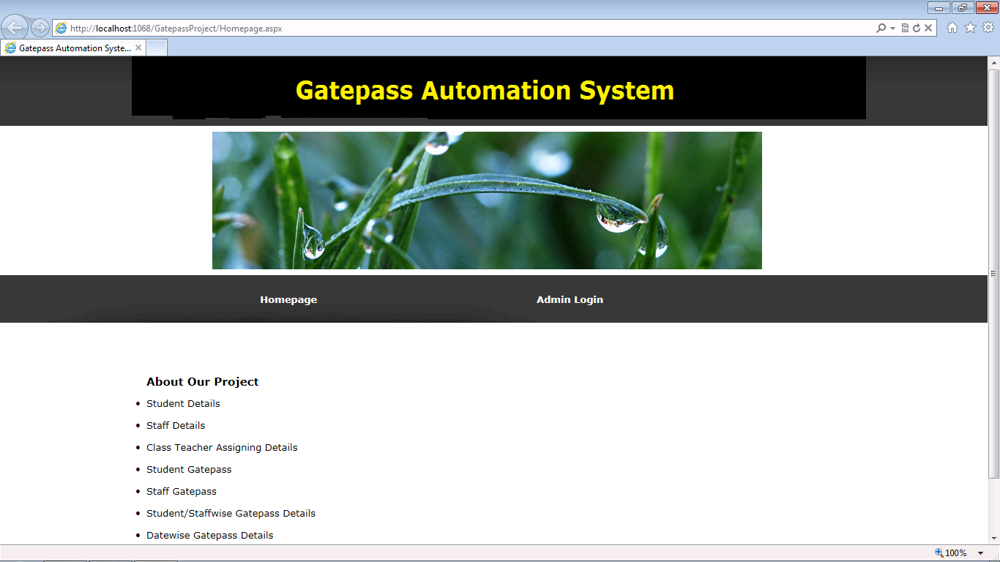 http://localhost:1068/GatepassProject/Homepage.aspx
Gatepass Automation Syste...
Gatepass Automation System
Homepage Admin Login
About Our Project
• Student Details
• Staff Details
• Class Teacher Assigning Details
• Student Gatepass
• Staff Gatepass
• Student/Staffwise Gatepass Details
• Datewise Gatepass Details
100%